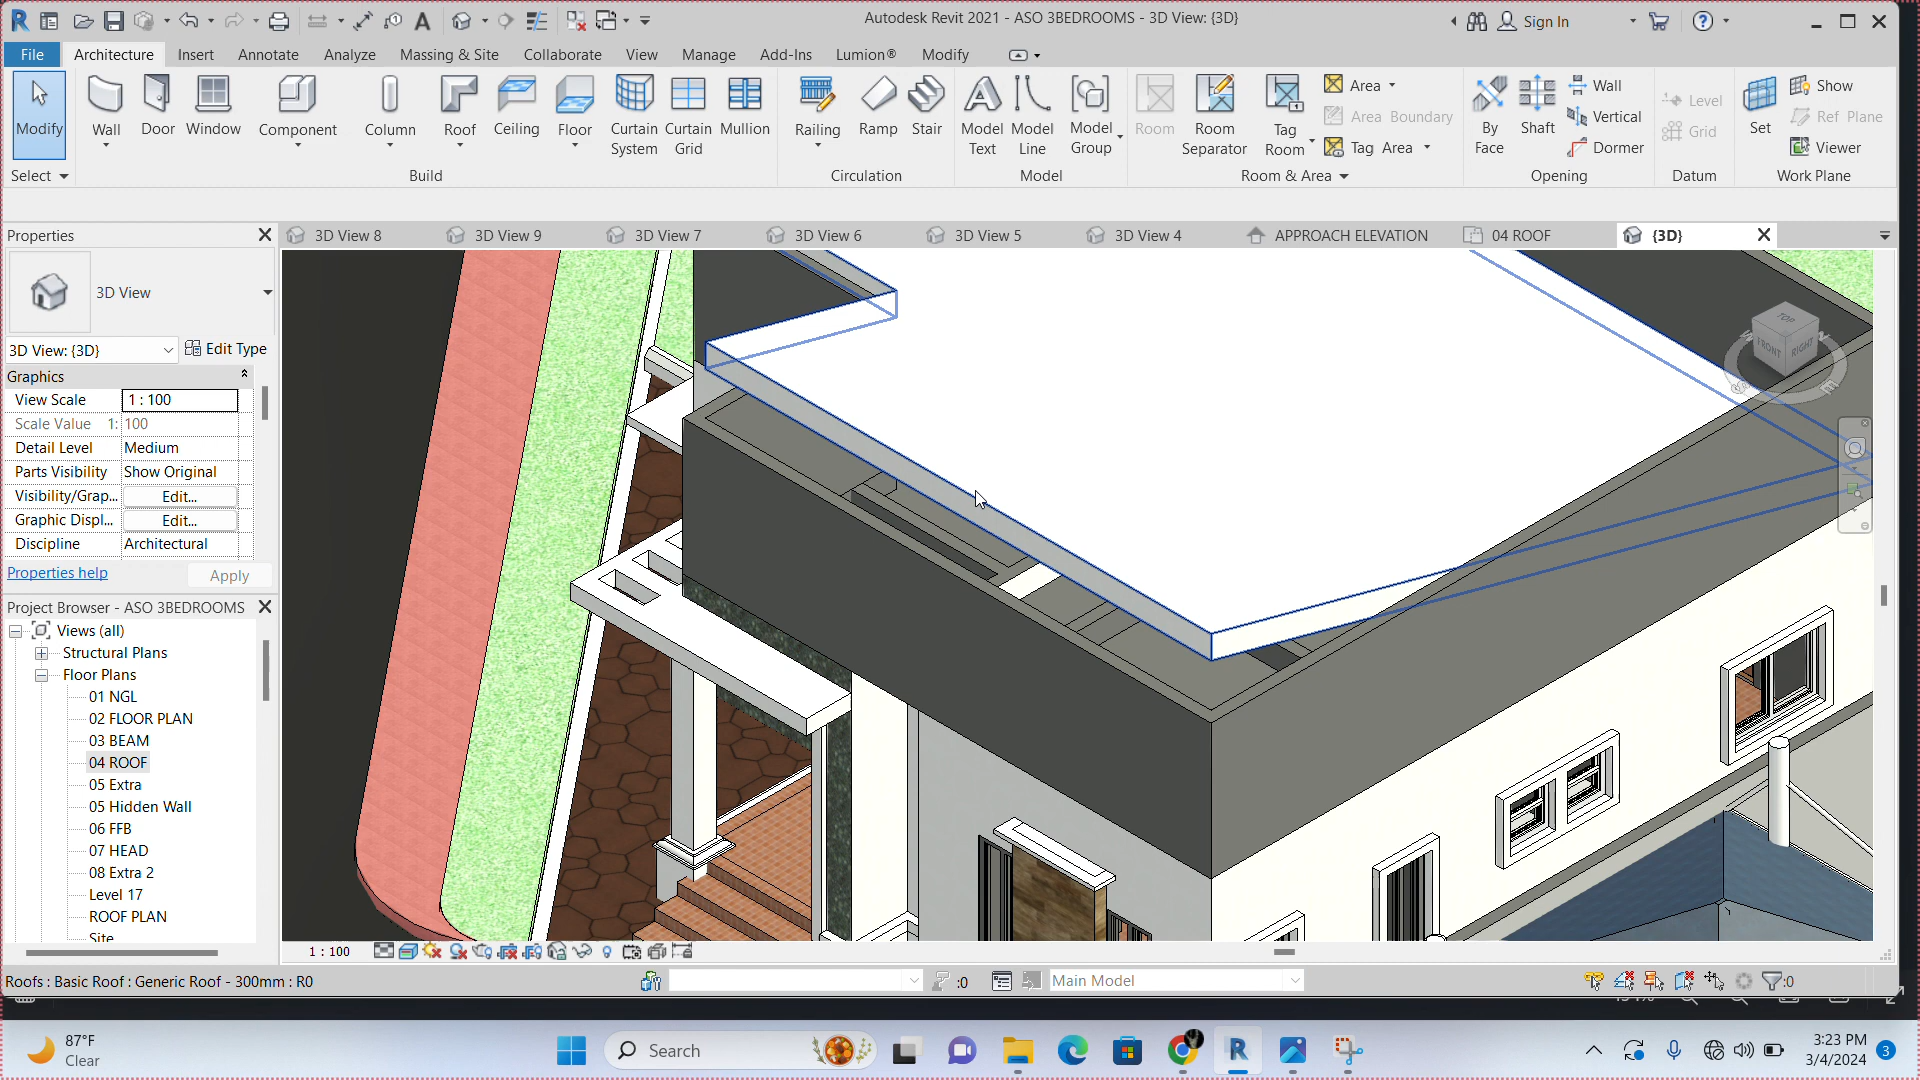 Autodesk Revit 2021 - ASO 3BEDROOMS - 3D View: {3D}
Sign In
File Architecture Insert Annotate Analyze Massing & Site Collaborate View Manage Add-Ins Lumion® Modify
Modify Wall Door Window Component Column Roof Ceiling Floor Curtain System Curtain Grid Mullion Railing Ramp Stair Model Text Model Line Model Group Room Room Separator Tag Room
Area
Area Boundary
Tag Area
By Face Shaft
Wall
Vertical
Dormer
Level
Grid
Set
Show
Ref Plane
Viewer
Select Build Circulation Model Room & Area Opening Datum Work Plane
Properties
3D View 8 3D View 9 3D View 7 3D View 6 3D View 5 3D View 4 APPROACH ELEVATION 04 ROOF {3D}
3D View
3D View: {3D} Edit Type
Graphics
View Scale 1 : 100
Scale Value 1: 100
Detail Level Medium
Parts Visibility Show Original
Visibility/Grap... Edit...
Graphic Displ... Edit...
Discipline Architectural
Properties help Apply
Project Browser - ASO 3BEDROOMS
Views (all)
Structural Plans
Floor Plans
01 NGL
02 FLOOR PLAN
03 BEAM
04 ROOF
05 Extra
05 Hidden Wall
06 FFB
07 HEAD
08 Extra 2
Level 17
ROOF PLAN
Site
TOP
FRONT
RIGHT
1 : 100
Roofs : Basic Roof : Generic Roof - 300mm : R0
:0
Main Model
:0
87°F
Clear
Search
3:23 PM
3/4/2024
3